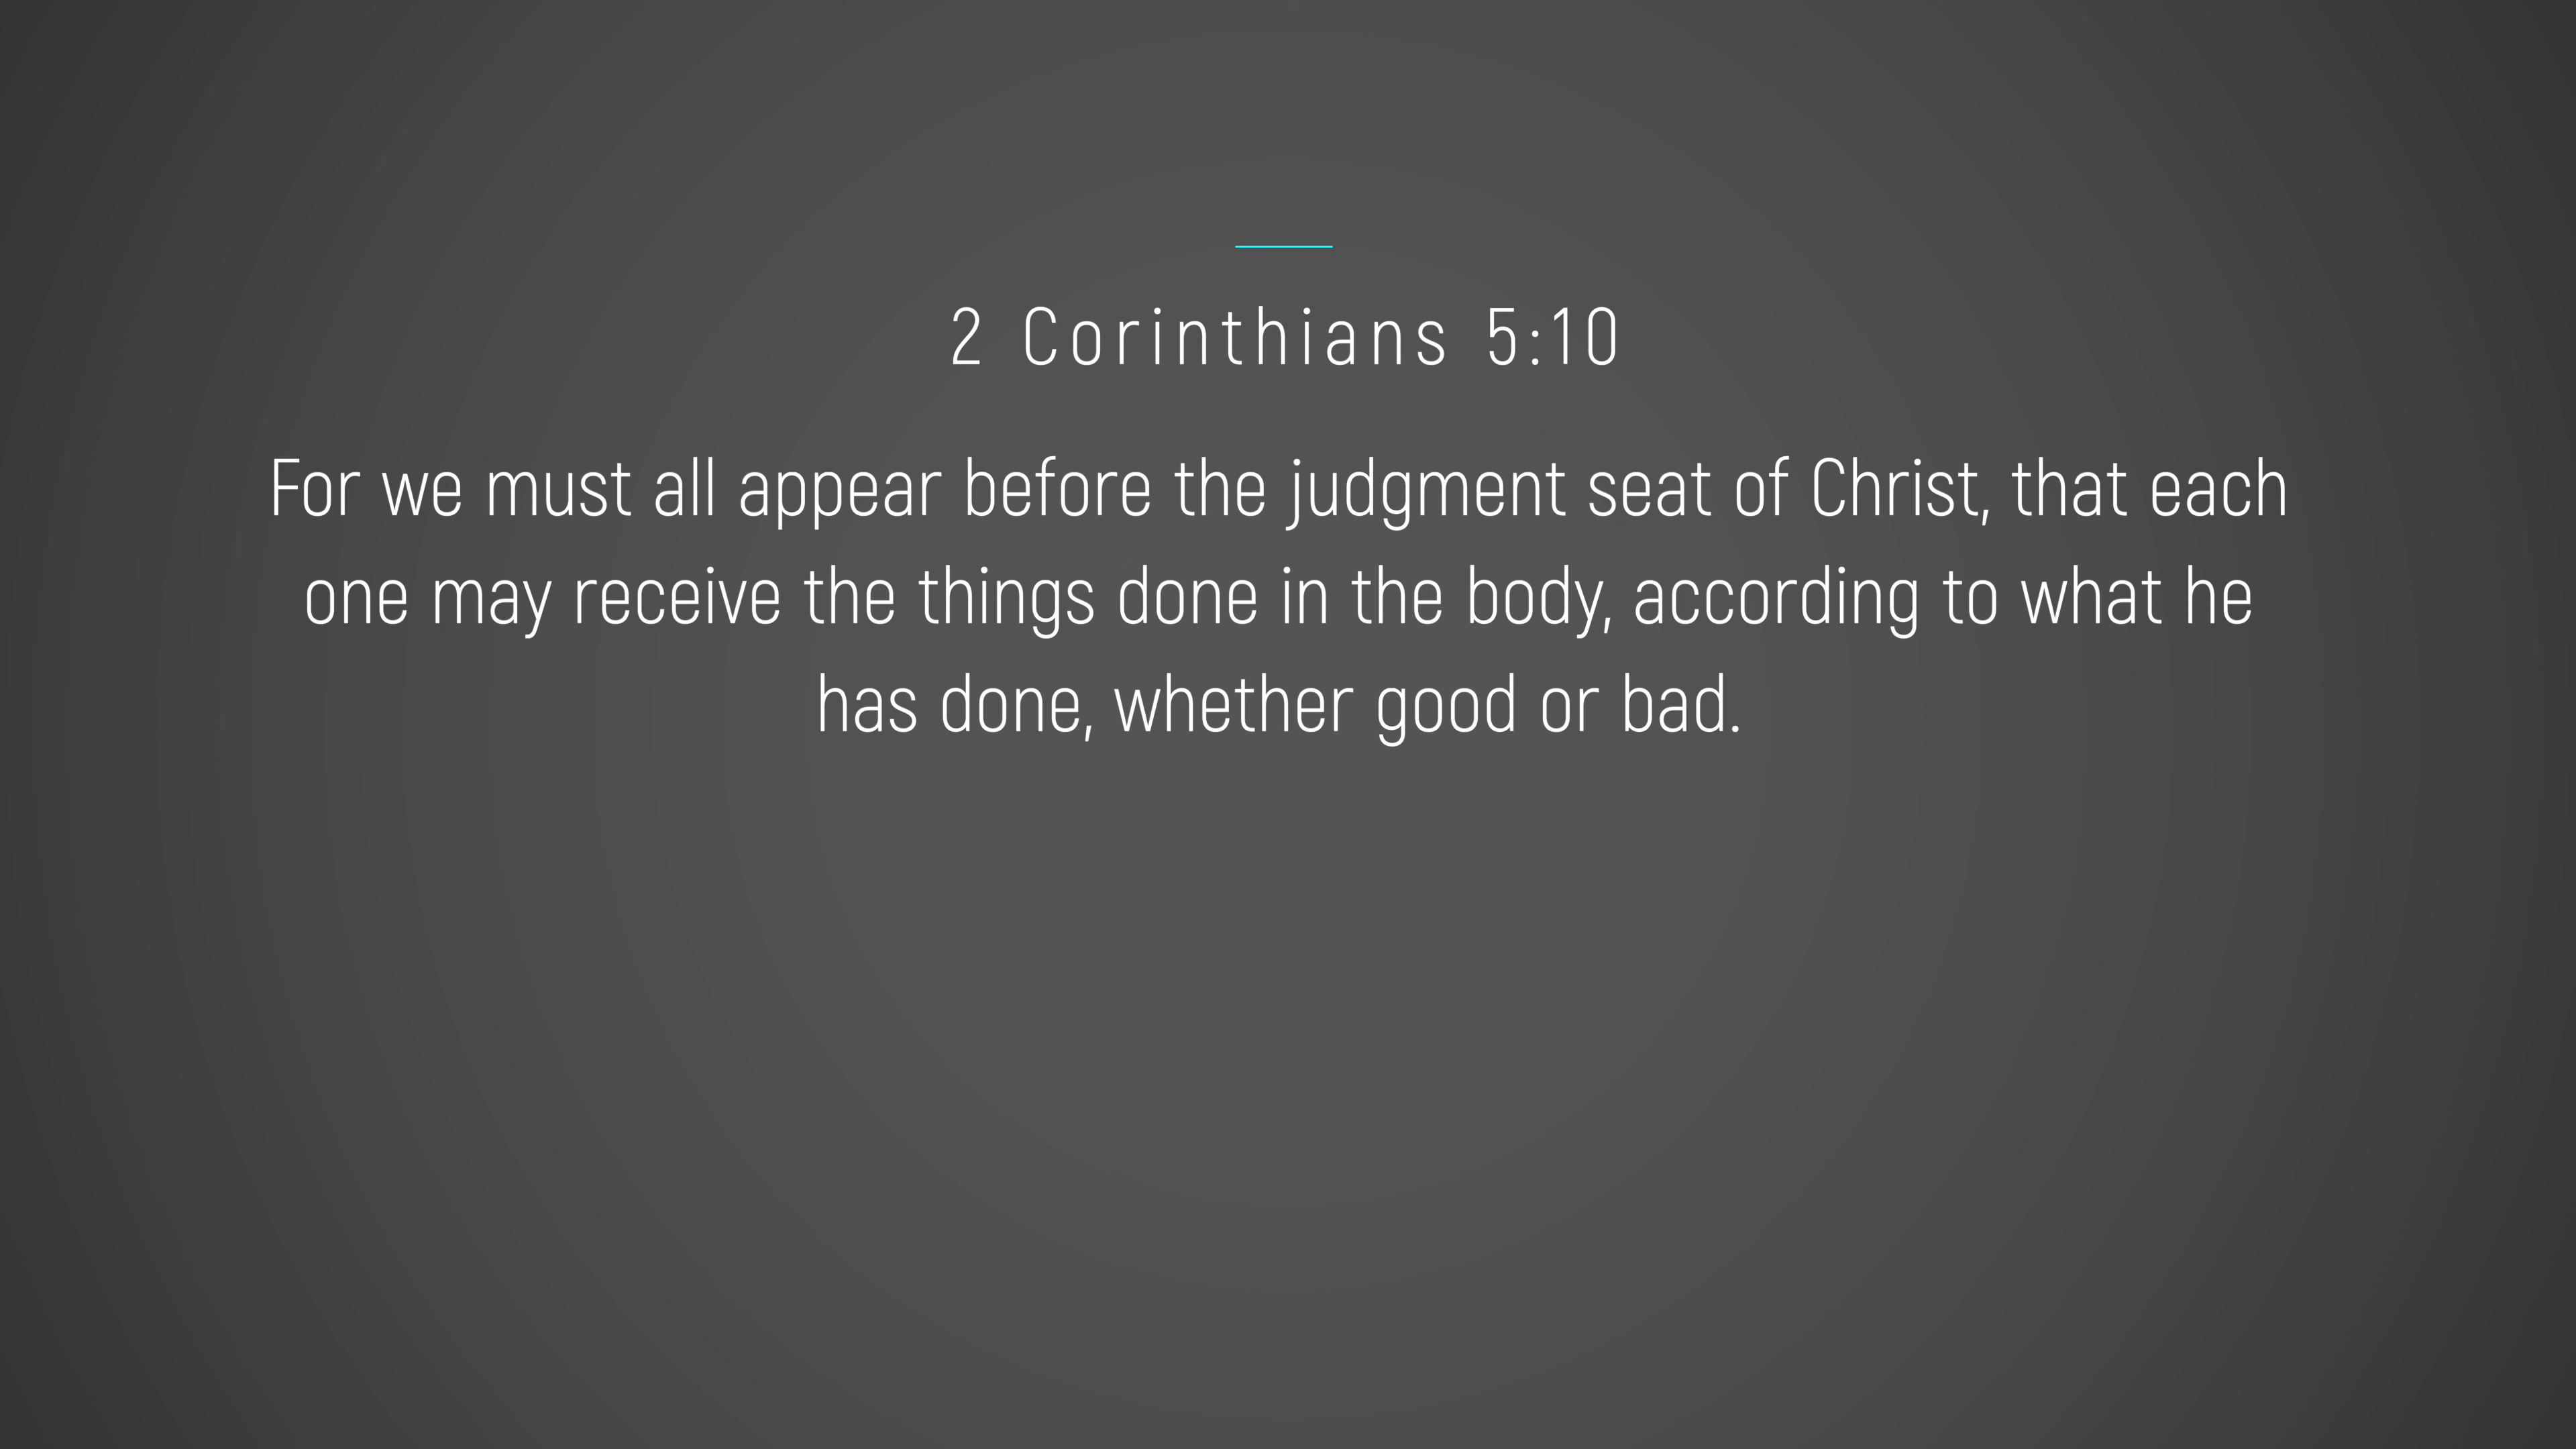 2 Corinthians 5:10
For we must all appear before the judgment seat of Christ, that each
one may receive the things done in the body, according to what he
has done, whether good or bad.